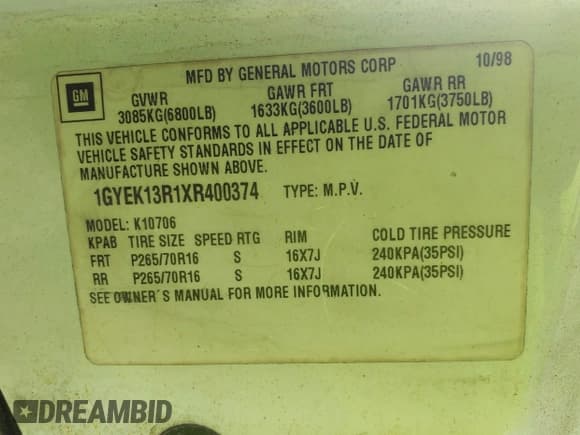 MFD BY GENERAL MOTORS CORP 10/98
GM
GVWR GAWR FRT GAWR RR
3085KG(6800LB) 1633KG(3600LB) 1701KG(3750LB)
THIS VEHICLE CONFORMS TO ALL APPLICABLE U.S. FEDERAL MOTOR
VEHICLE SAFETY STANDARDS IN EFFECT ON THE DATE OF
MANUFACTURE SHOWN ABOVE.
1GYEK13R1XR400374 TYPE: M.P.V.
MODEL: K10706
KPAB TIRE SIZE SPEED RTG RIM COLD TIRE PRESSURE
FRT P265/70R16 S 16X7J 240KPA(35PSI)
RR P265/70R16 S 16X7J 240KPA(35PSI)
SEE OWNER'S MANUAL FOR MORE INFORMATION.
DREAMBID